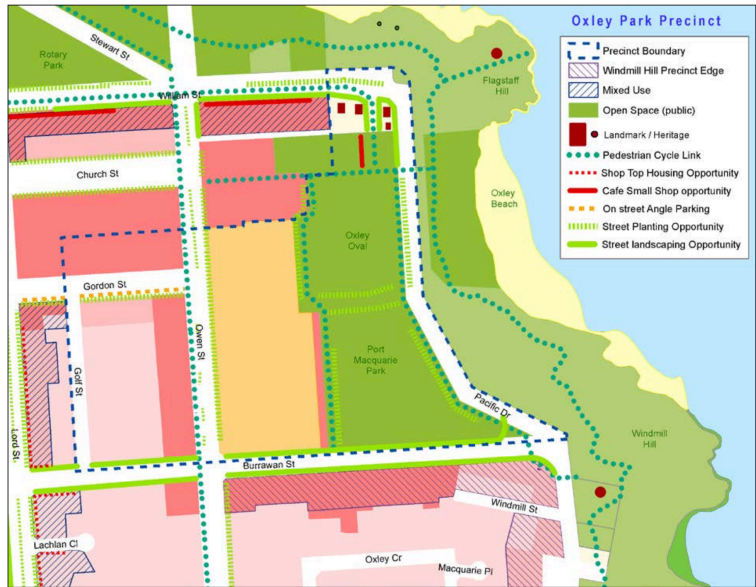 Oxley Park Precinct
Precinct Boundary
Windmill Hill Precinct Edge
Mixed Use
Open Space (public)
Landmark / Heritage
Pedestrian Cycle Link
Shop Top Housing Opportunity
Cafe Small Shop opportunity
On street Angle Parking
Street Planting Opportunity
Street landscaping Opportunity
Stewart St
Rotary
Park
Flagstaff
Hill
William St
Church St
Oxley
Beach
Oxley
Oval
Gordon St
Owen St
Golf St
Lord St.
Port
Macquarie
Park
Pacific Dr
Windmill
Hill
Burrawan St
Windmill St
Lachlan Cl
Oxley Cr
Macquarie Pl